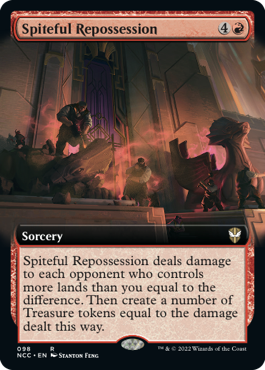 Spiteful Repossession 4
Sorcery
Spiteful Repossession deals damage
to each opponent who controls
more lands than you equal to the
difference. Then create a number of
Treasure tokens equal to the damage
dealt this way.
098 R
NCC • EN STANTON FENG ™ & © 2022 Wizards of the Coast